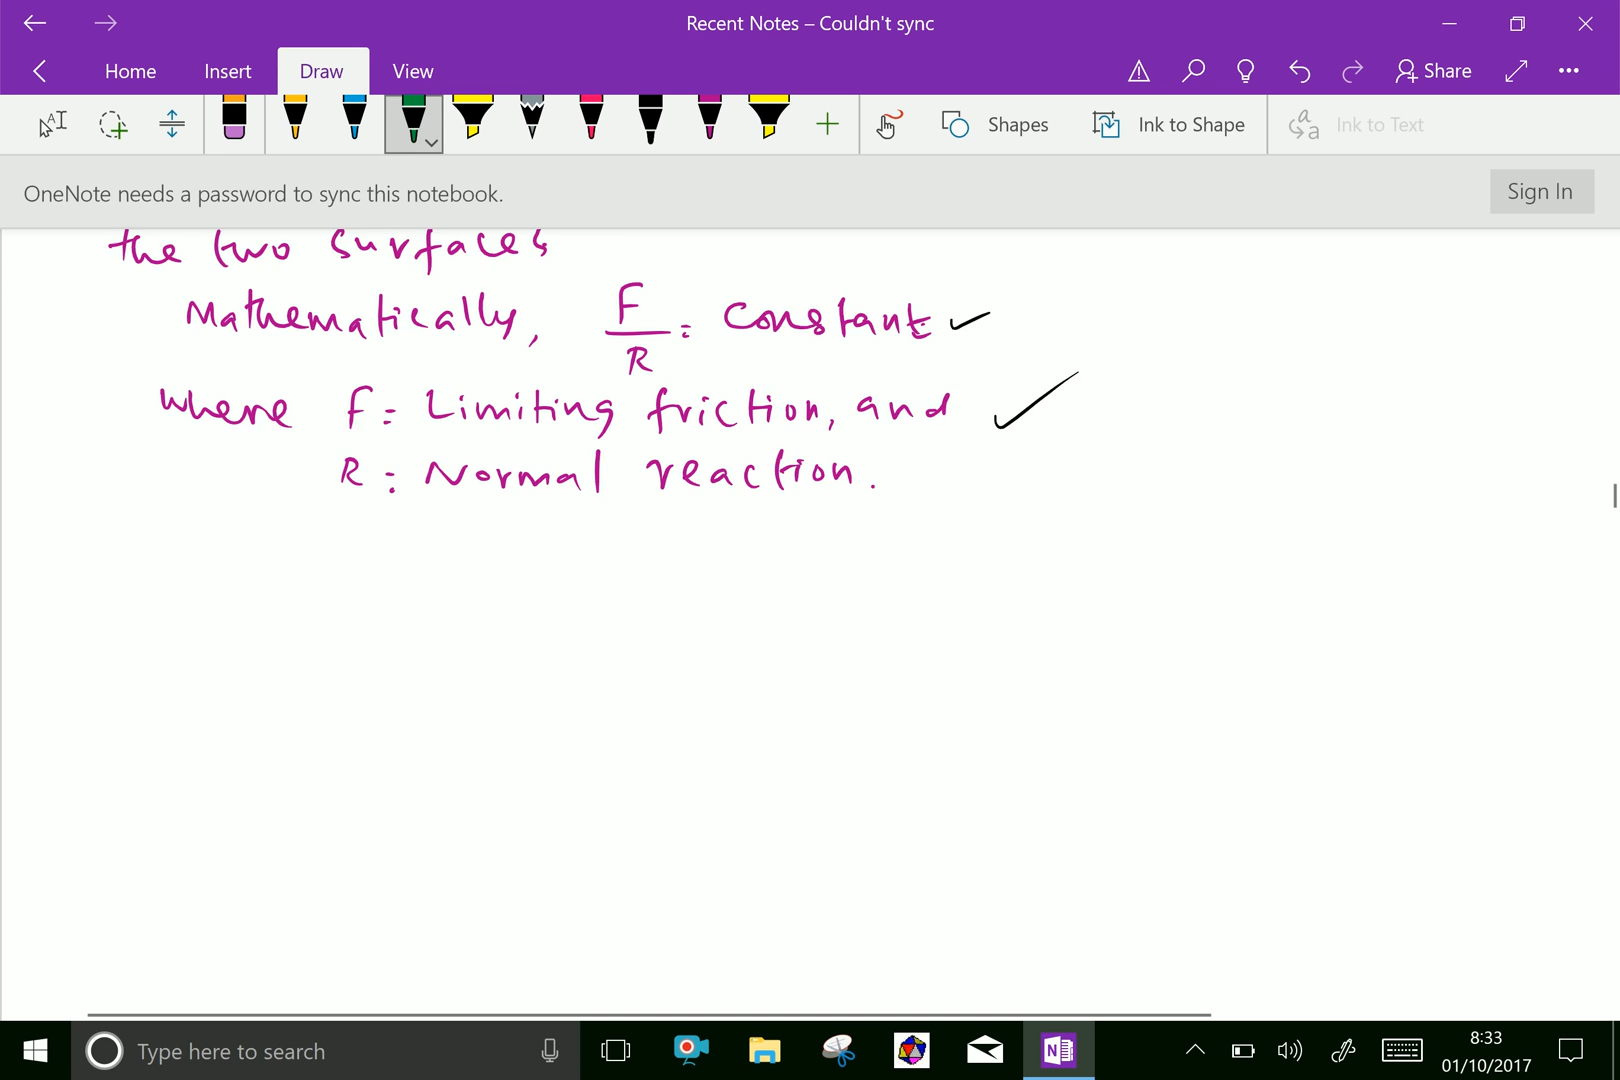 Recent Notes – Couldn't sync
Home Insert Draw View Share
Shapes Ink to Shape Ink to Text
OneNote needs a password to sync this notebook. Sign In
the two surfaces
Mathematically, F/R = constant
where F = Limiting friction, and
R = Normal reaction.
Type here to search
8:33
01/10/2017